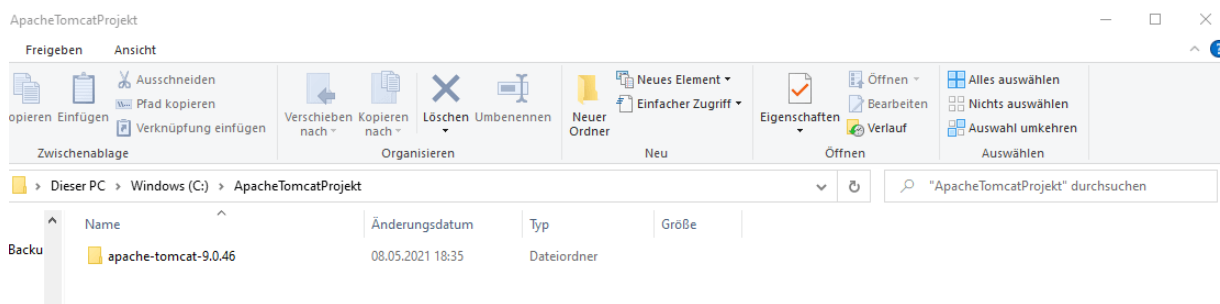 ApacheTomcatProjekt
Freigeben Ansicht
opieren Einfügen Ausschneiden Pfad kopieren Verknüpfung einfügen
Zwischenablage
Verschieben nach Kopieren nach Löschen Umbenennen
Organisieren
Neuer Ordner Neues Element Einfacher Zugriff
Neu
Eigenschaften Öffnen Bearbeiten Verlauf
Öffnen
Alles auswählen
Nichts auswählen
Auswahl umkehren
Auswählen
Dieser PC > Windows (C:) > ApacheTomcatProjekt
"ApacheTomcatProjekt" durchsuchen
Name Änderungsdatum Typ Größe
Backu apache-tomcat-9.0.46 08.05.2021 18:35 Dateiordner